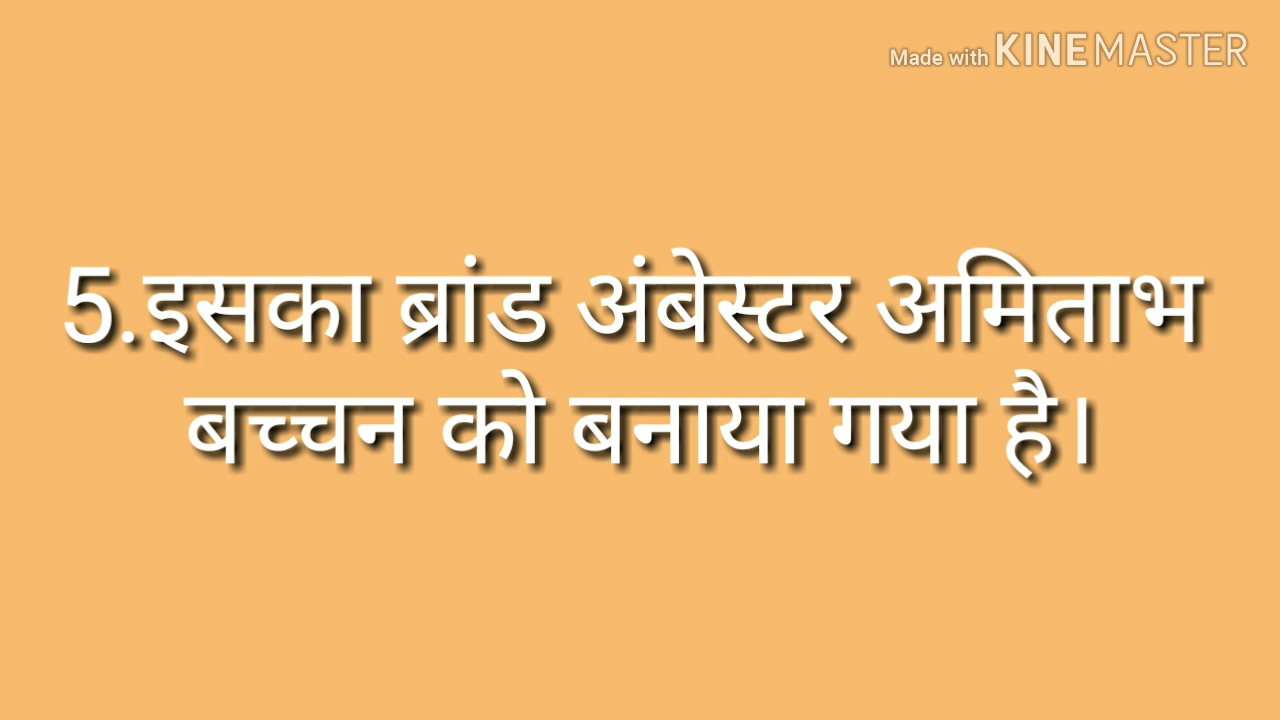 Made with KINEMASTER
5.इसका ब्रांड अंबेस्टर अमिताभ
बच्चन को बनाया गया है।